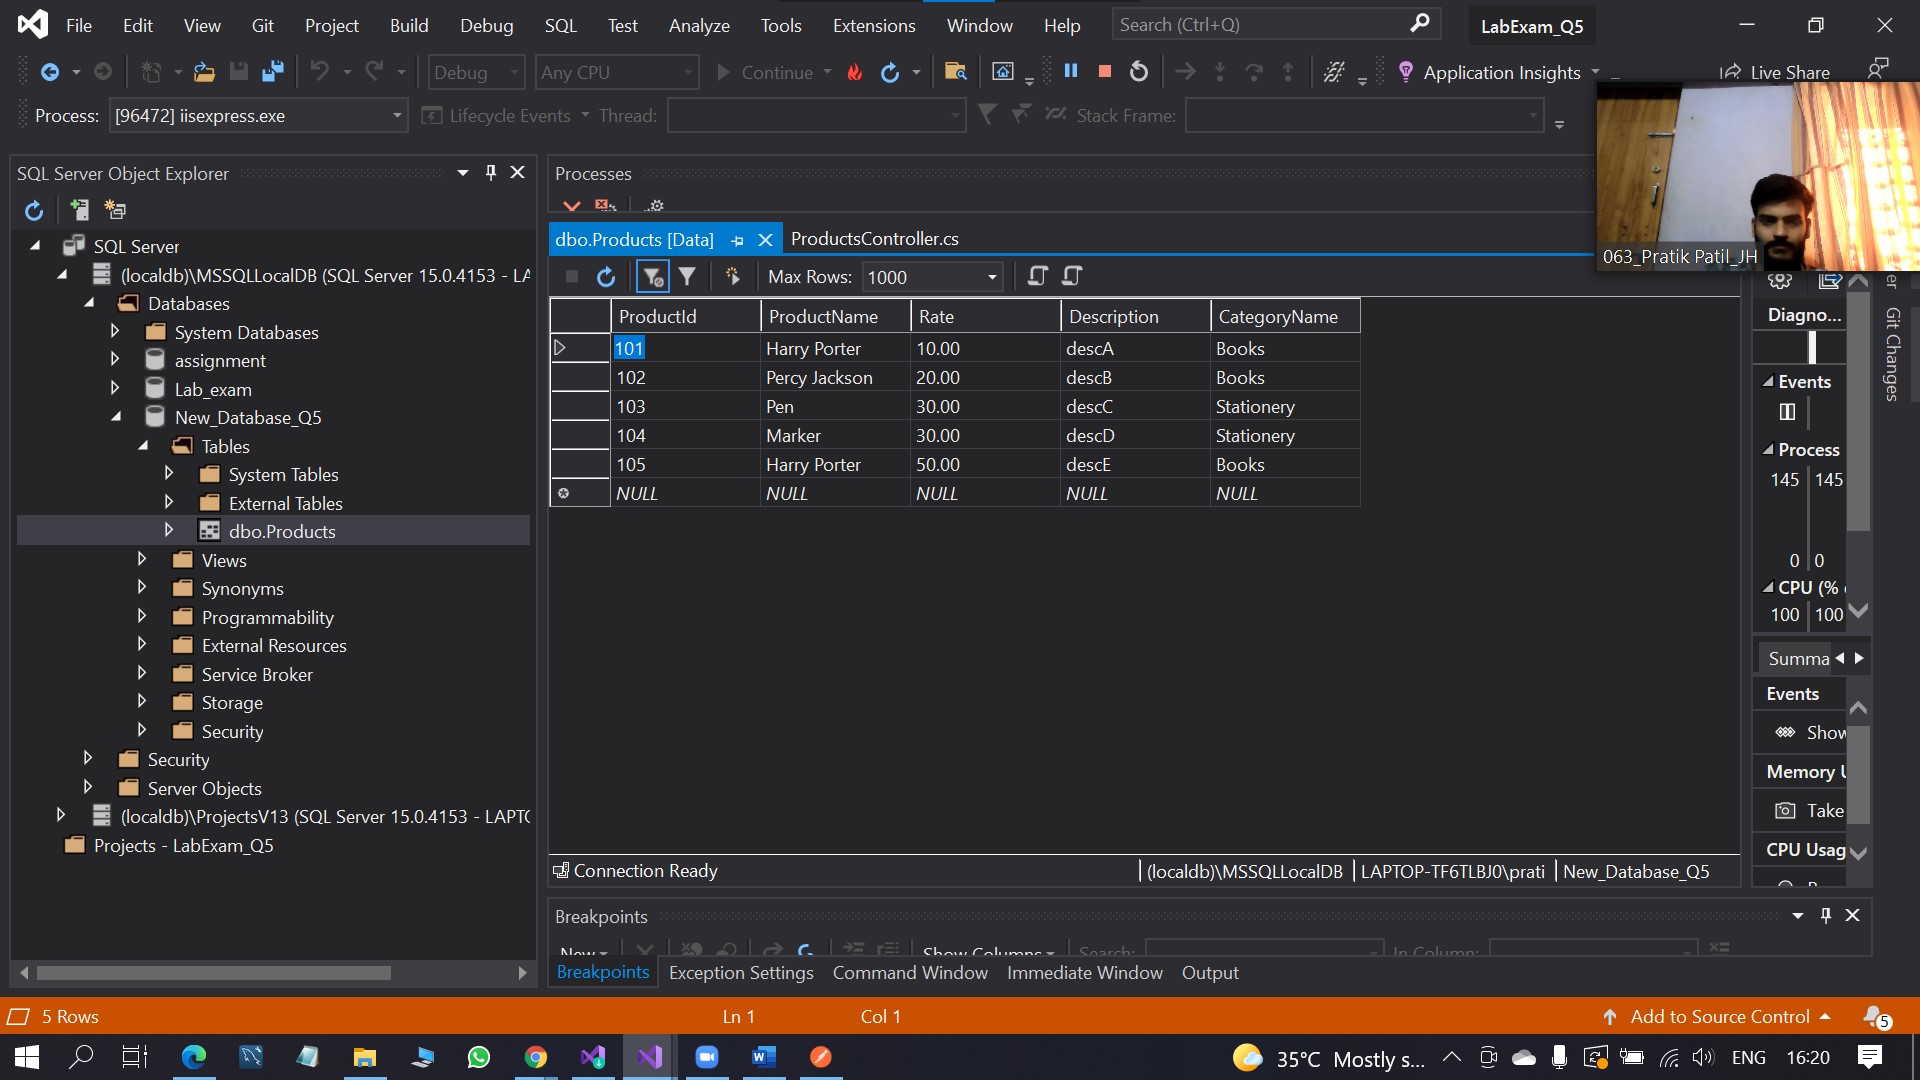 File Edit View Git Project Build Debug SQL Test Analyze Tools Extensions Window Help Search (Ctrl+Q) LabExam_Q5
Debug Any CPU Continue Application Insights Live Share
Process: [96472] iisexpress.exe Lifecycle Events Thread: Stack Frame:
063_Pratik Patil_JH
SQL Server Object Explorer
SQL Server
(localdb)\MSSQLLocalDB (SQL Server 15.0.4153 - LA
Databases
System Databases
assignment
Lab_exam
New_Database_Q5
Tables
System Tables
External Tables
dbo.Products
Views
Synonyms
Programmability
External Resources
Service Broker
Storage
Security
Security
Server Objects
(localdb)\ProjectsV13 (SQL Server 15.0.4153 - LAPT
Projects - LabExam_Q5
Processes
dbo.Products [Data] ProductsController.cs
Max Rows: 1000
ProductId ProductName Rate Description CategoryName
101 Harry Porter 10.00 descA Books
102 Percy Jackson 20.00 descB Books
103 Pen 30.00 descC Stationery
104 Marker 30.00 descD Stationery
105 Harry Porter 50.00 descE Books
NULL NULL NULL NULL NULL
Connection Ready (localdb)\MSSQLLocalDB LAPTOP-TF6TLBJ0\prati New_Database_Q5
Diagno...
Events
Process
145 145
0 0
CPU (%
100 100
Summa
Events
Show
Memory U
Take
CPU Usag
er
Git Changes
Breakpoints
New Show Columns Search: In Column:
Breakpoints Exception Settings Command Window Immediate Window Output
5 Rows Ln 1 Col 1 Add to Source Control 5
35°C Mostly s... ENG 16:20